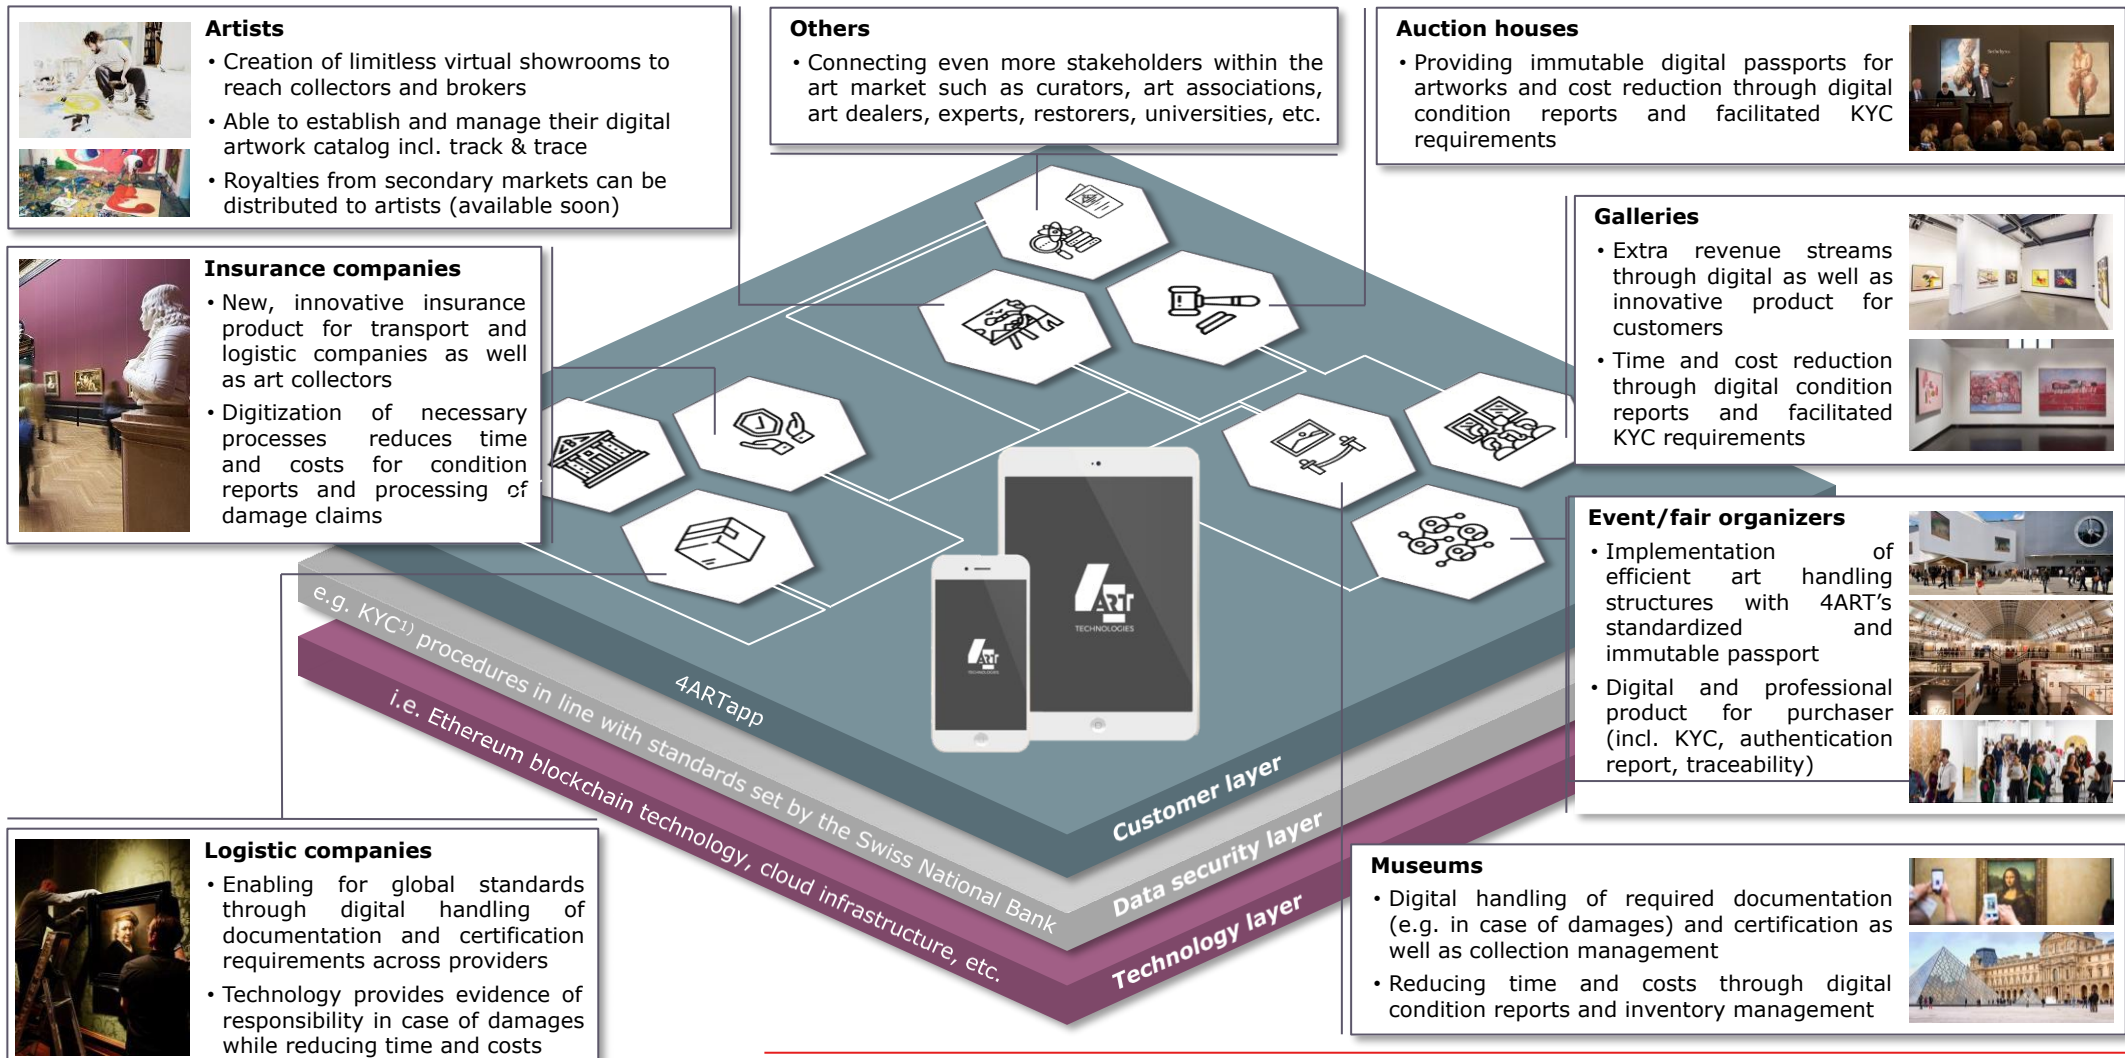 Artists
• Creation of limitless virtual showrooms to
reach collectors and brokers
• Able to establish and manage their digital
artwork catalog incl. track & trace
• Royalties from secondary markets can be
distributed to artists (available soon)
Others
• Connecting even more stakeholders within the
art market such as curators, art associations,
art dealers, experts, restorers, universities, etc.
Auction houses
• Providing immutable digital passports for
artworks and cost reduction through digital
condition reports and facilitated KYC
requirements
Insurance companies
• New, innovative insurance
product for transport and
logistic companies as well
as art collectors
• Digitization of necessary
processes reduces time
and costs for condition
reports and processing of
damage claims
Galleries
• Extra revenue streams
through digital as well as
innovative product for
customers
• Time and cost reduction
through digital condition
reports and facilitated
KYC requirements
Event/fair organizers
• Implementation of
efficient art handling
structures with 4ART’s
standardized and
immutable passport
• Digital and professional
product for purchaser
(incl. KYC, authentication
report, traceability)
4ART
TECHNOLOGIES
4ART
TECHNOLOGIES
4ARTapp
Customer layer
e.g. KYC1) procedures in line with standards set by the Swiss National Bank
Data security layer
i.e. Ethereum blockchain technology, cloud infrastructure, etc.
Technology layer
Logistic companies
• Enabling for global standards
through digital handling of
documentation and certification
requirements across providers
• Technology provides evidence of
responsibility in case of damages
while reducing time and costs
Museums
• Digital handling of required documentation
(e.g. in case of damages) and certification as
well as collection management
• Reducing time and costs through digital
condition reports and inventory management